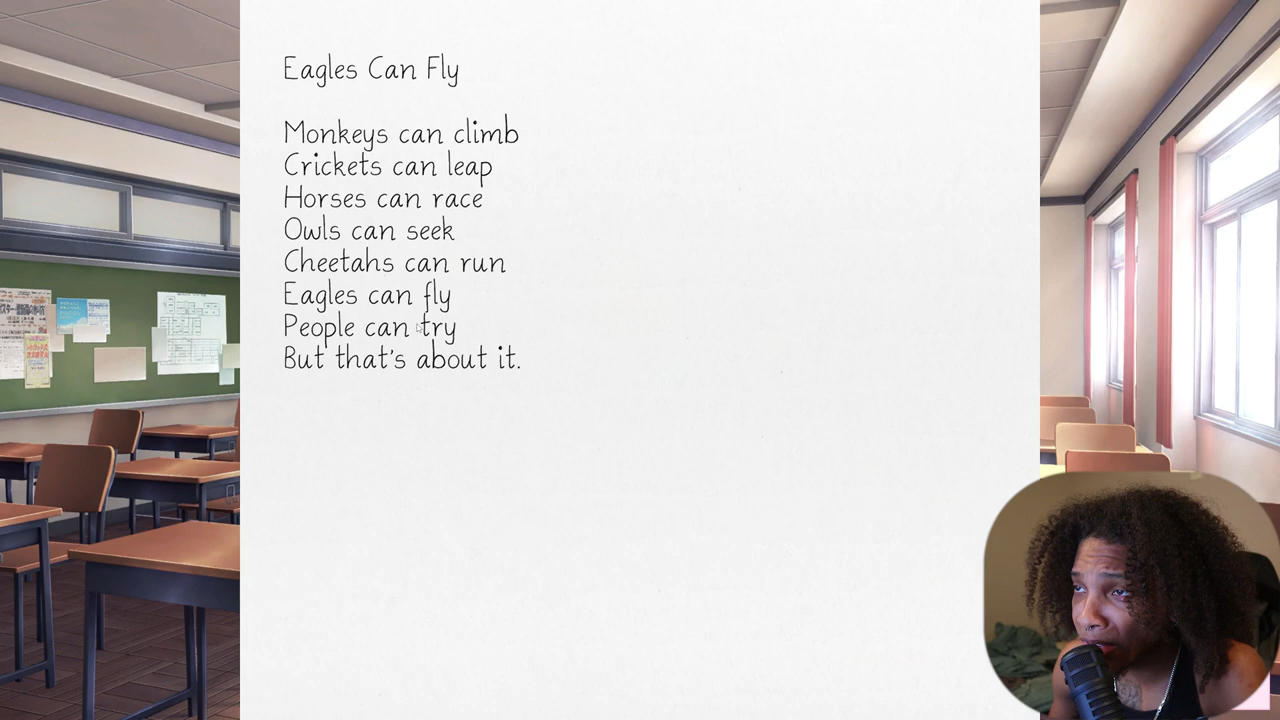 Eagles Can Fly
Monkeys can climb
Crickets can leap
Horses can race
Owls can seek
Cheetahs can run
Eagles can fly
People can try
But that's about it.